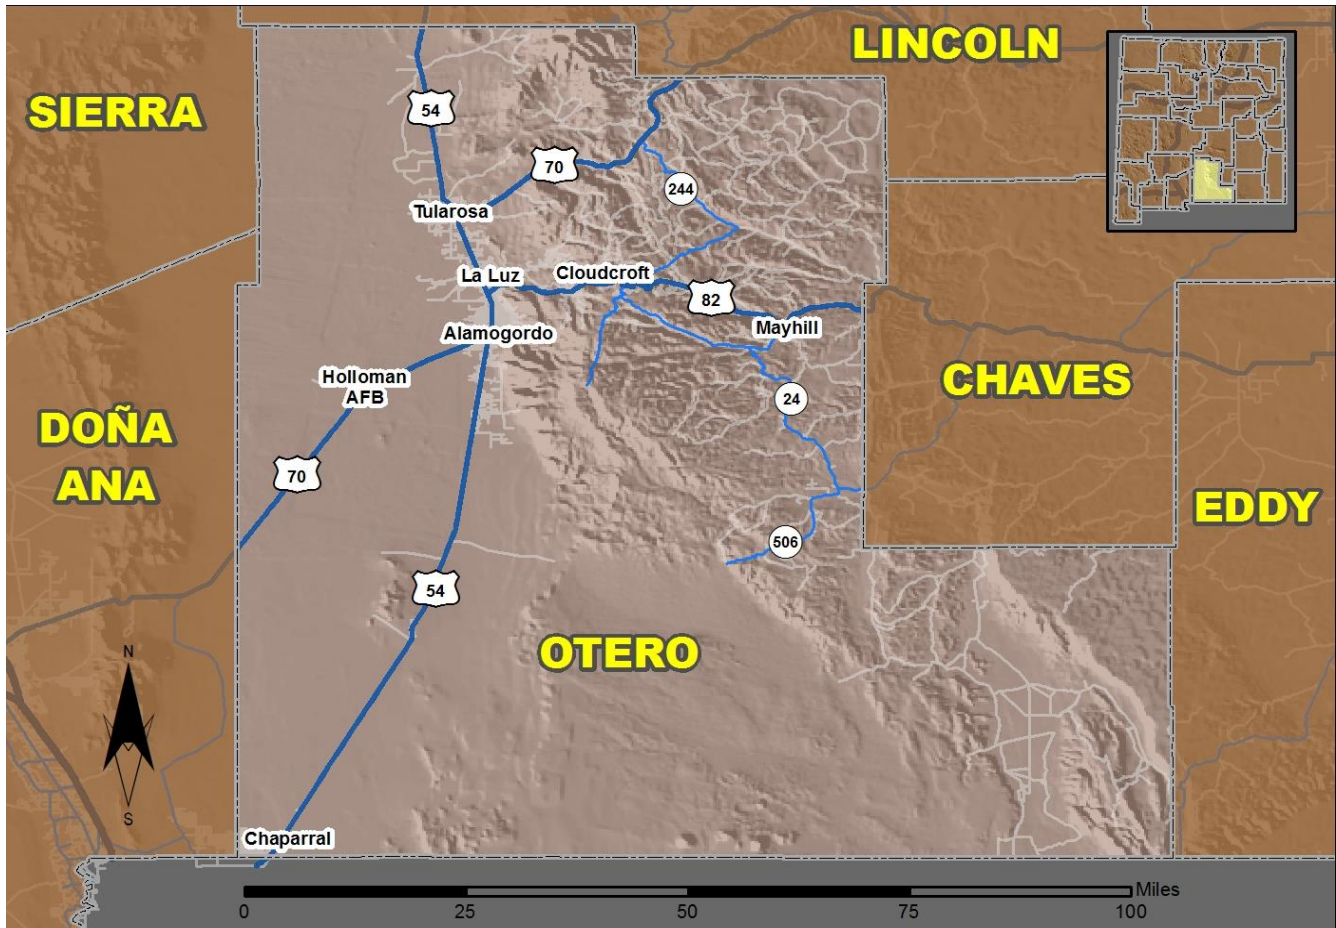 LINCOLN
SIERRA
54
70
244
Tularosa
La Luz
Cloudcroft
82
Mayhill
Alamogordo
Holloman
AFB
CHAVES
24
DOÑA
ANA
70
EDDY
506
54
OTERO
N
S
Chaparral
Miles
0 25 50 75 100